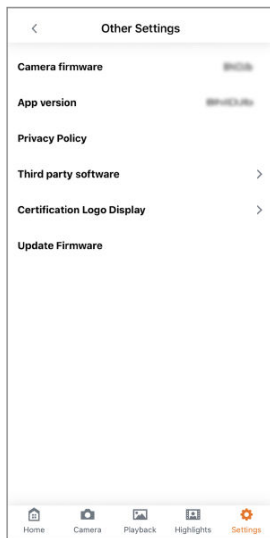 Other Settings
Camera firmware
App version
Privacy Policy
Third party software
Certification Logo Display
Update Firmware
Home Camera Playback Highlights Settings